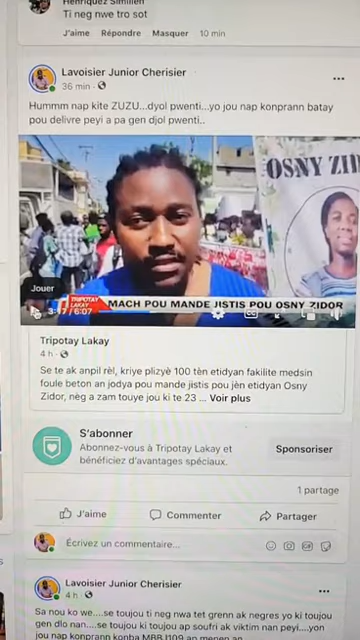 Henriquez Similien
Ti neg nwe tro sot
J'aime Répondre Masquer 10 min
Lavoisier Junior Cherisier
36 min ·
Hummm nap kite ZUZU...dyol pwenti...yo jou nap konprann batay
pou delivre peyi a pa gen djol pwenti..
OSNY ZID
Jouer
TRIPOTAY
LAKAY
MACH POU MANDE JISTIS POU OSNY ZIDOR
/ 6:07
Tripotay Lakay
4 h ·
Se te ak anpil rèl, kriye plizyè 100 tèn etidyan fakilite medsin
foule beton an jodya pou mande jistis pou jèn etidyan Osny
Zidor, nèg a zam touye jou ki te 23 ... Voir plus
S'abonner
Abonnez-vous à Tripotay Lakay et
bénéficiez d'avantages spéciaux.
Sponsoriser
1 partage
J'aime Commenter Partager
Écrivez un commentaire...
Lavoisier Junior Cherisier
4 h ·
Sa nou ko we....se toujou ti neg nwa tet grenn ak negres yo ki toujou
gen dlo nan....se toujou ki toujou ap soufri ak viktim nan peyi....yon
jou nap konprann